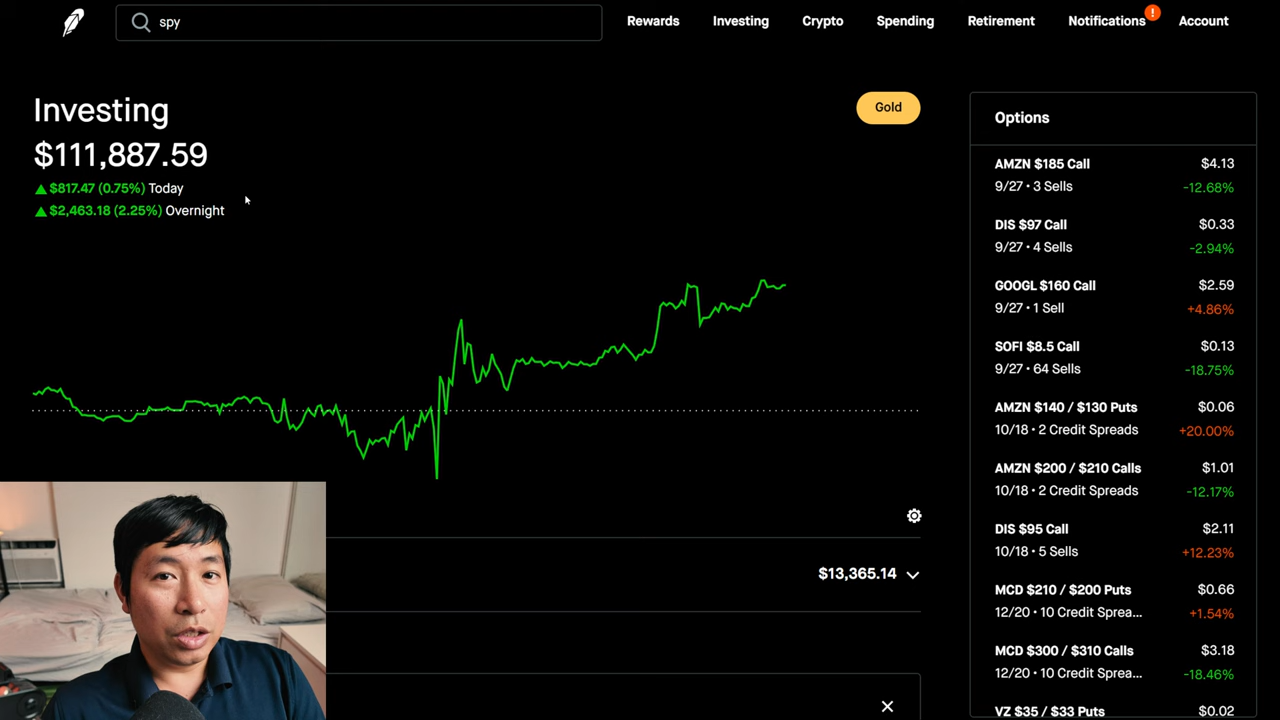 spy
Rewards
Investing
Crypto
Spending
Retirement
Notifications
!
Account
Investing
$111,887.59
$817.47 (0.75%) Today
$2,463.18 (2.25%) Overnight
Gold
$13,365.14
Options
AMZN $185 Call $4.13
9/27 • 3 Sells -12.68%
DIS $97 Call $0.33
9/27 • 4 Sells -2.94%
GOOGL $160 Call $2.59
9/27 • 1 Sell +4.86%
SOFI $8.5 Call $0.13
9/27 • 64 Sells -18.75%
AMZN $140 / $130 Puts $0.06
10/18 • 2 Credit Spreads +20.00%
AMZN $200 / $210 Calls $1.01
10/18 • 2 Credit Spreads -12.17%
DIS $95 Call $2.11
10/18 • 5 Sells +12.23%
MCD $210 / $200 Puts $0.66
12/20 • 10 Credit Sprea... +1.54%
MCD $300 / $310 Calls $3.18
12/20 • 10 Credit Sprea... -18.46%
VZ $35 / $33 Puts $0.02